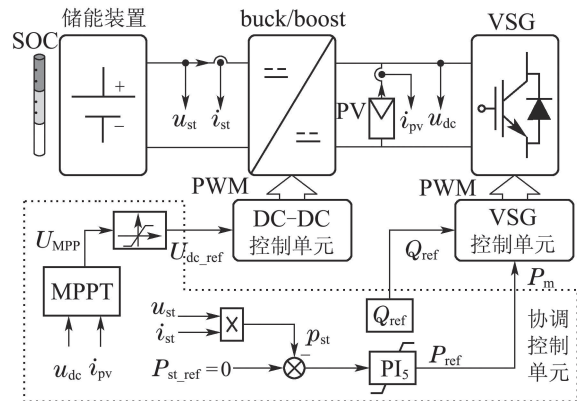 储能装置 buck/boost VSG
SOC
+
−
u_st i_st PV i_pv u_dc
PWM PWM
DC-DC
控制单元
VSG
控制单元
U_MPP U_dc_ref Q_ref
P_m
MPPT Q_ref
u_st
i_st
×
p_st
−
协调
控制
单元
u_dc i_pv P_st_ref=0 × PI_5 P_ref